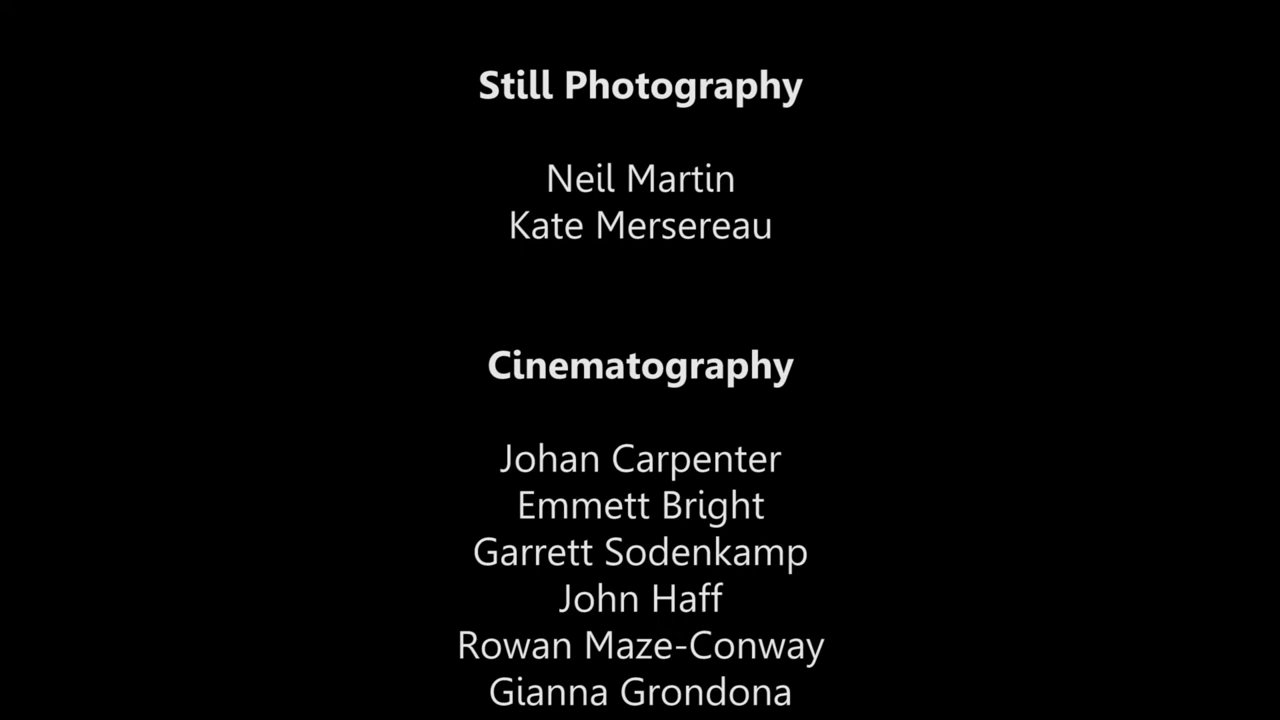 Still Photography
Neil Martin
Kate Mersereau
Cinematography
Johan Carpenter
Emmett Bright
Garrett Sodenkamp
John Haff
Rowan Maze-Conway
Gianna Grondona